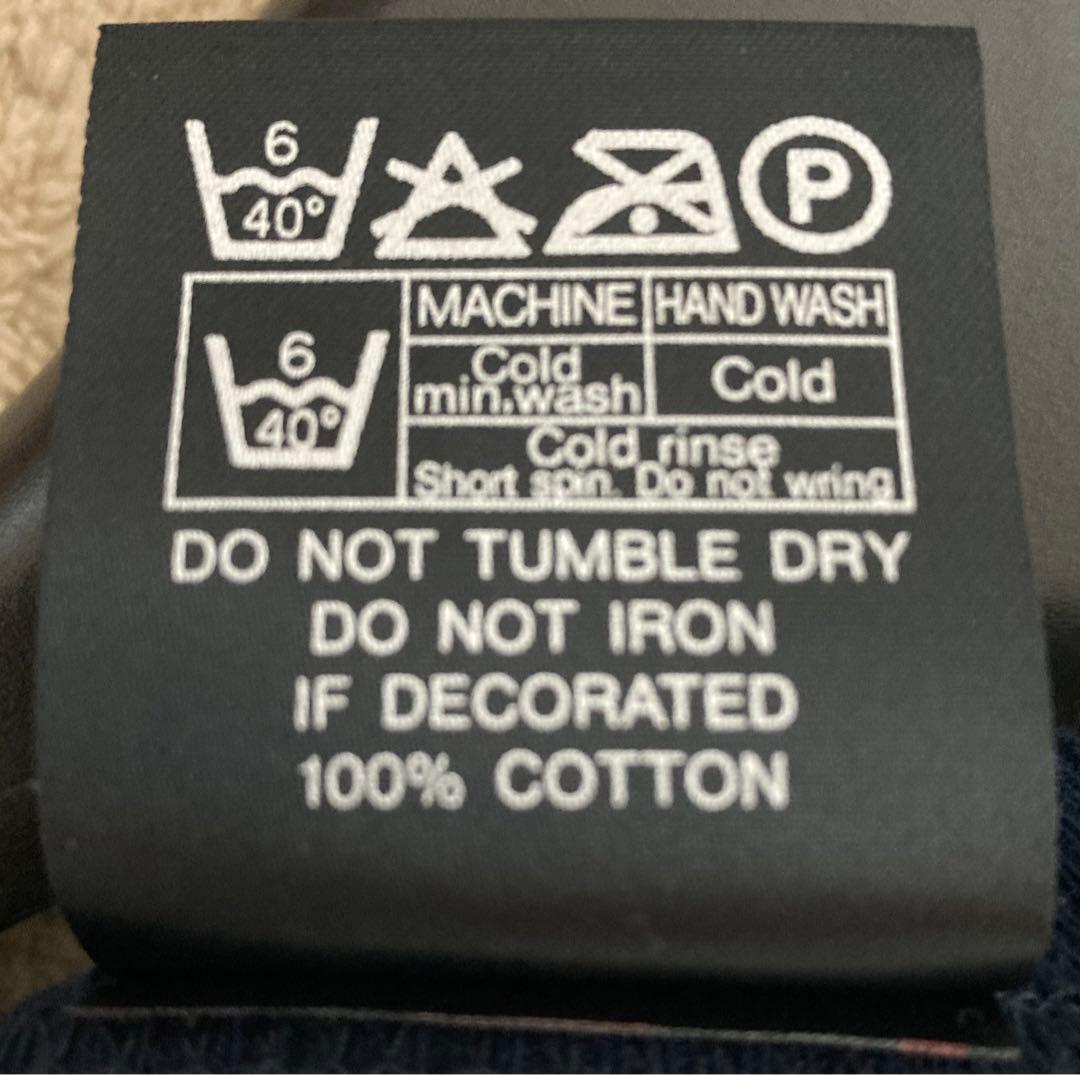 6 40° P
MACHINE HAND WASH
6 40°
Cold min.wash
Cold
Cold rinse
Short spin. Do not wring
DO NOT TUMBLE DRY
DO NOT IRON
IF DECORATED
100% COTTON